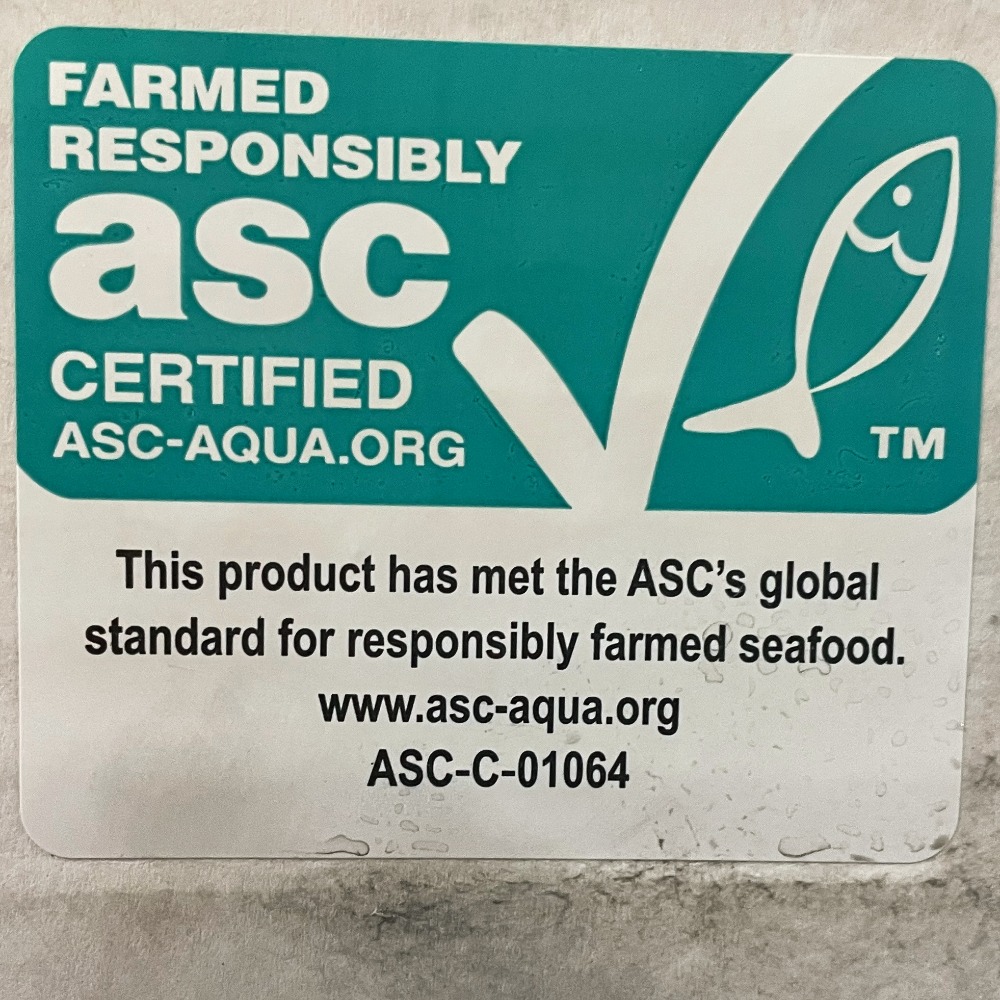 FARMED
RESPONSIBLY
asc
CERTIFIED
ASC-AQUA.ORG
TM
This product has met the ASC's global
standard for responsibly farmed seafood.
www.asc-aqua.org
ASC-C-01064